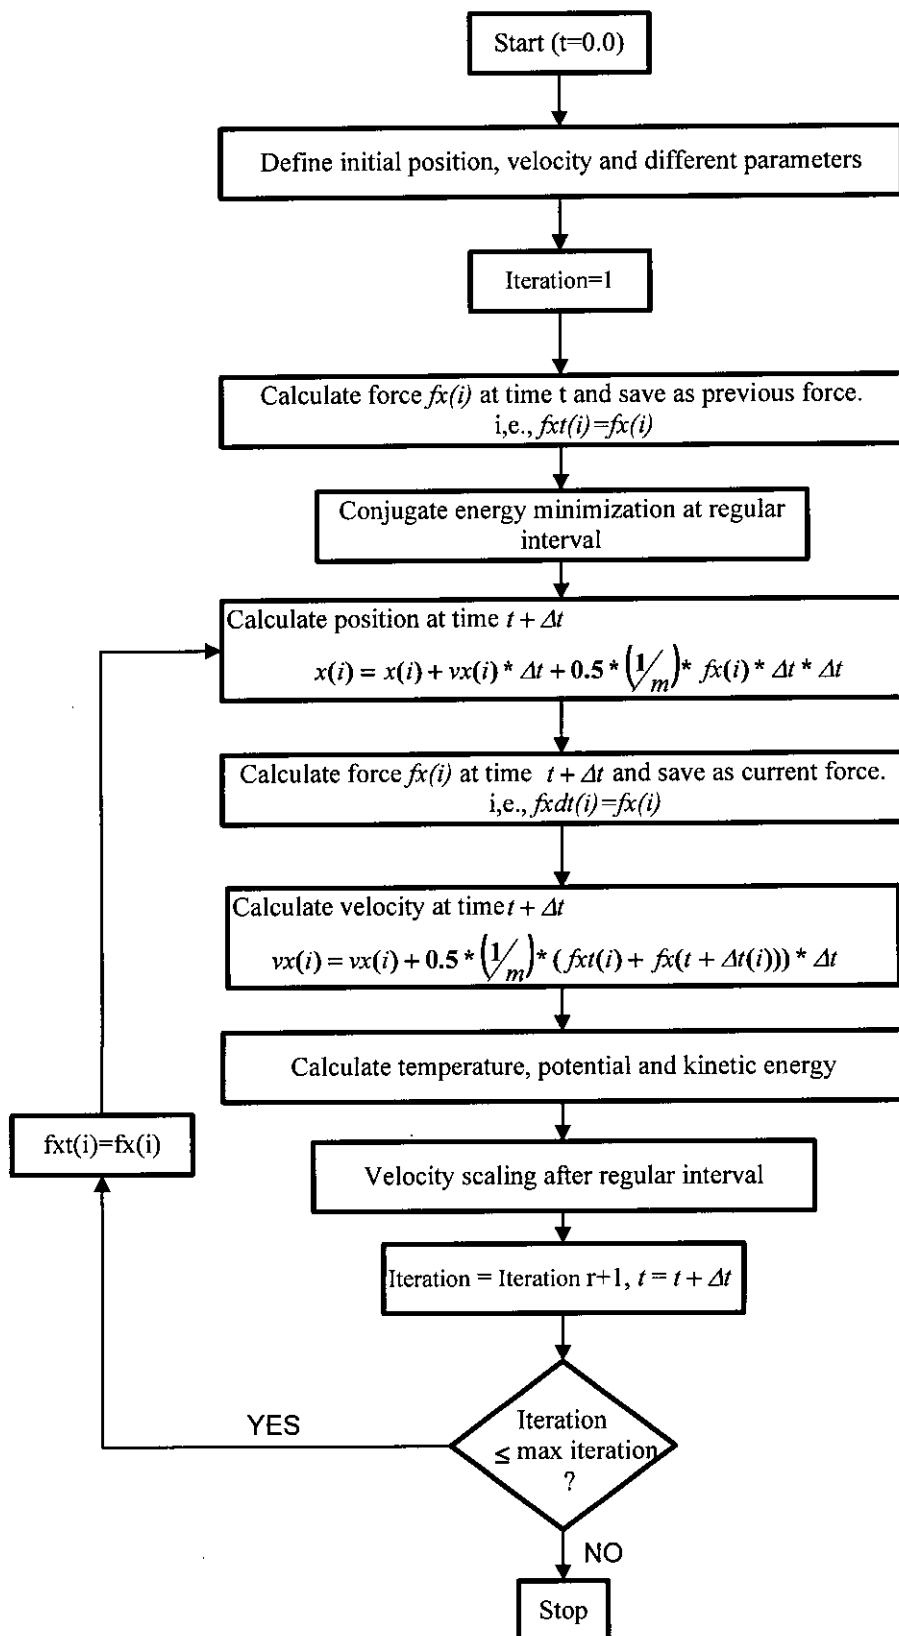 Start (t=0.0)
Define initial position, velocity and different parameters
Iteration=1
Calculate force fx(i) at time t and save as previous force.
i,e., fxt(i)=fx(i)
Conjugate energy minimization at regular
interval
Calculate position at time t + Δt
x(i) = x(i) + vx(i) * Δt + 0.5 * (1/m) * fx(i) * Δt * Δt
Calculate force fx(i) at time t + Δt and save as current force.
i,e., fxdt(i)=fx(i)
Calculate velocity at time t + Δt
vx(i) = vx(i) + 0.5 * (1/m) * (fxt(i) + fx(t + Δt(i))) * Δt
Calculate temperature, potential and kinetic energy
fxt(i)=fx(i)
Velocity scaling after regular interval
Iteration = Iteration r+1, t = t + Δt
YES
Iteration
≤ max iteration
?
NO
Stop